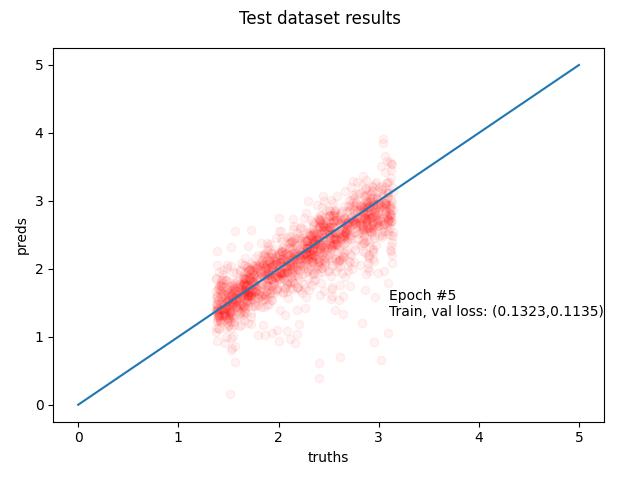 Test dataset results
5
4
3
2
1
0
preds
Epoch #5
Train, val loss: (0.1323,0.1135)
0 1 2 3 4 5
truths